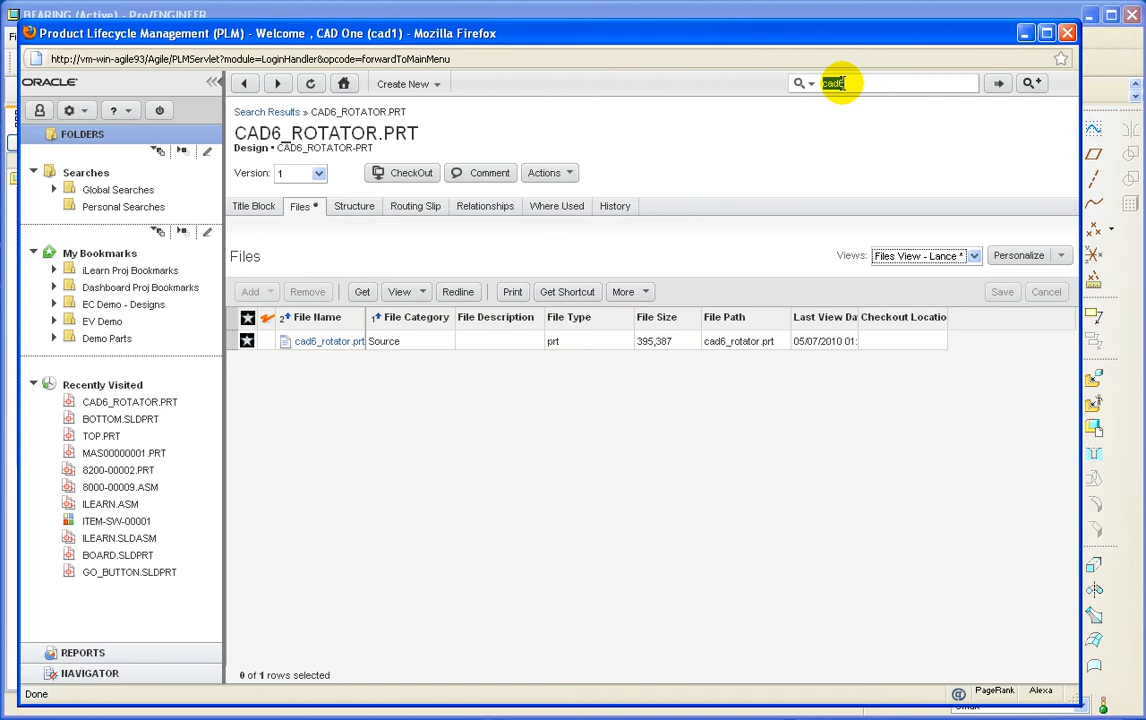 BEARING (Active) - Pro/ENGINEER
Product Lifecycle Management (PLM) - Welcome , CAD One (cad1) - Mozilla Firefox
http://vm-win-agile93/Agile/PLMServlet?module=LoginHandler&opcode=forwardToMainMenu
ORACLE
Create New
cad6
FOLDERS
Searches
Global Searches
Personal Searches
My Bookmarks
iLearn Proj Bookmarks
Dashboard Proj Bookmarks
EC Demo - Designs
EV Demo
Demo Parts
Recently Visited
CAD6_ROTATOR.PRT
BOTTOM.SLDPRT
TOP.PRT
MAS00000001.PRT
8200-00002.PRT
8000-00009.ASM
ILEARN.ASM
ITEM-SW-00001
ILEARN.SLDASM
BOARD.SLDPRT
GO_BUTTON.SLDPRT
REPORTS
NAVIGATOR
Search Results » CAD6_ROTATOR.PRT
CAD6_ROTATOR.PRT
Design • CAD6_ROTATOR-PRT
Version: 1 CheckOut Comment Actions
Title Block Files * Structure Routing Slip Relationships Where Used History
Files Views: Files View - Lance * Personalize
Add Remove Get View Redline Print Get Shortcut More Save Cancel
2 File Name 1 File Category File Description File Type File Size File Path Last View Da Checkout Locatio
cad6_rotator.prt Source prt 395,387 cad6_rotator.prt 05/07/2010 01:
0 of 1 rows selected
Done PageRank Alexa